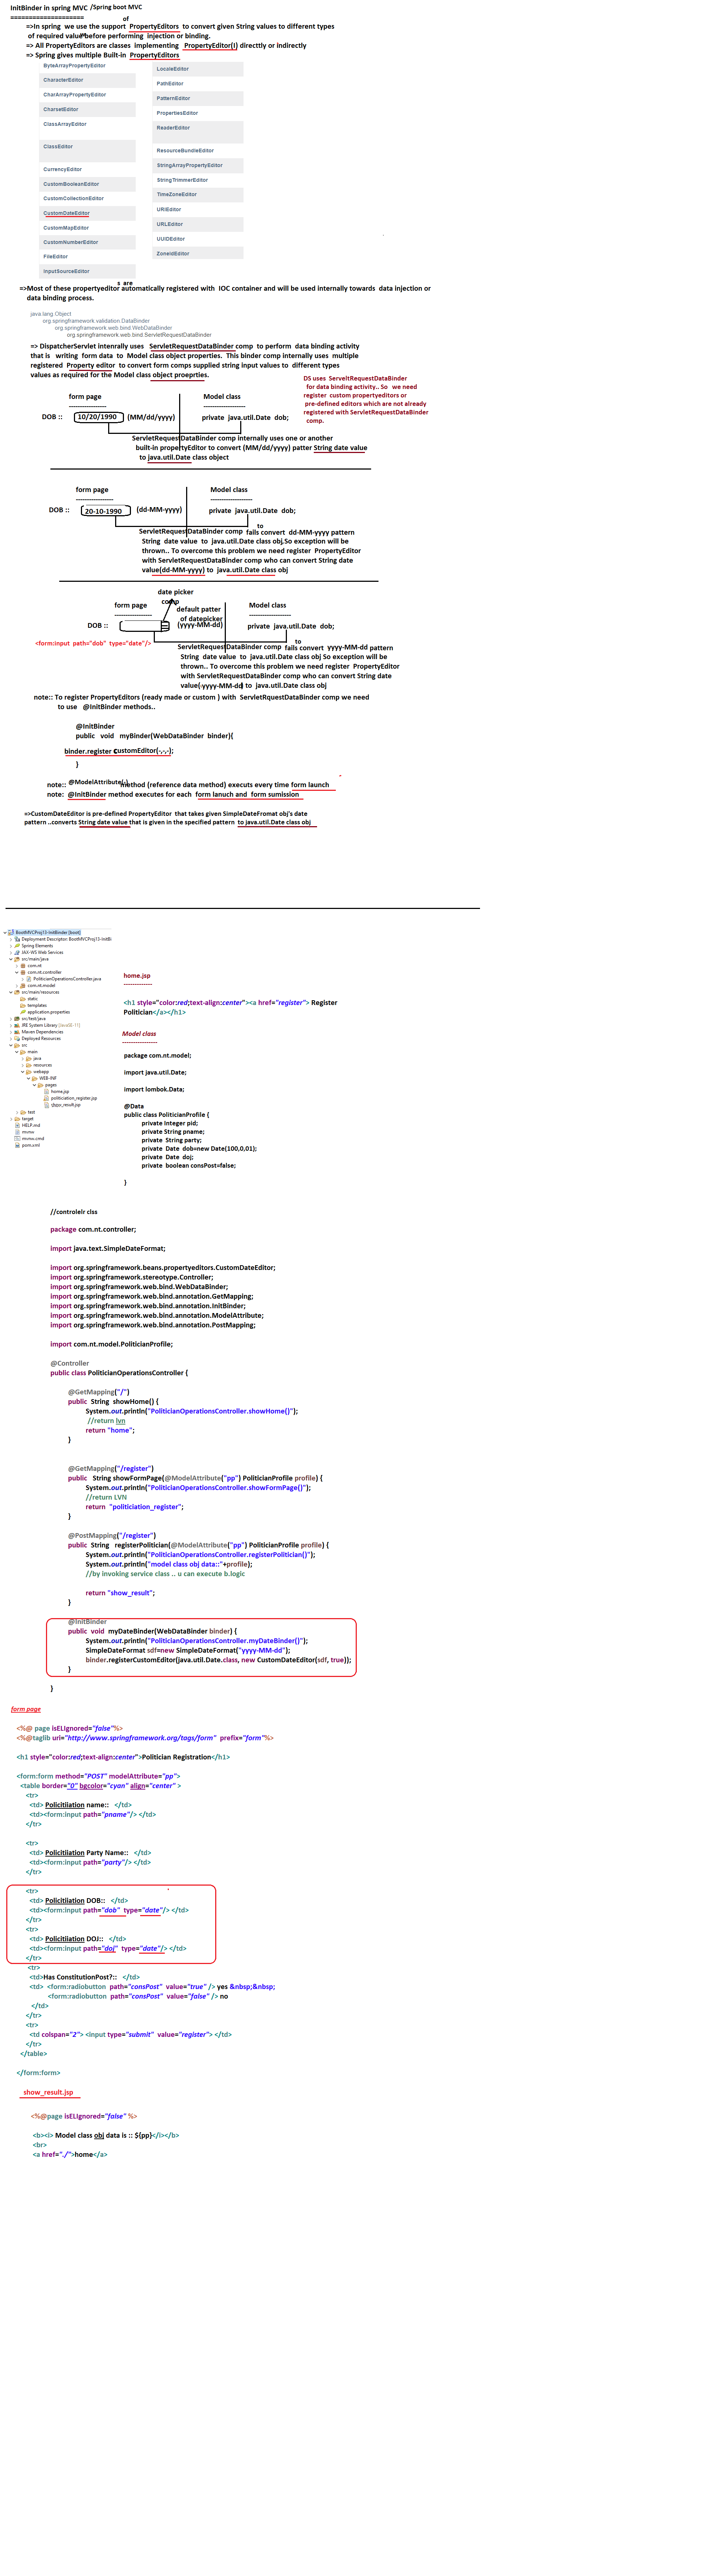 InitBinder in spring MVC /Spring boot MVC
====================
of
=>In spring we use the support PropertyEditors to convert given String values to different types
of required value before performing injection or binding.
=> All PropertyEditors are classes implementing PropertyEditor(I) directtly or indirectly
=> Spring gives multiple Built-in PropertyEditors
ByteArrayPropertyEditor
CharacterEditor
CharArrayPropertyEditor
CharsetEditor
ClassArrayEditor
ClassEditor
CurrencyEditor
CustomBooleanEditor
CustomCollectionEditor
CustomDateEditor
CustomMapEditor
CustomNumberEditor
FileEditor
InputSourceEditor
LocaleEditor
PathEditor
PatternEditor
PropertiesEditor
ReaderEditor
ResourceBundleEditor
StringArrayPropertyEditor
StringTrimmerEditor
TimeZoneEditor
URIEditor
URLEditor
UUIDEditor
ZoneIdEditor
s are
=>Most of these propertyeditor automatically registered with IOC container and will be used internally towards data injection or
data binding process.
java.lang.Object
org.springframework.validation.DataBinder
org.springframework.web.bind.WebDataBinder
org.springframework.web.bind.ServletRequestDataBinder
=> DispatcherServlet intenrally uses ServletRequestDataBinder comp to perform data binding activity
that is writing form data to Model class object properties. This binder comp internally uses multiple
registered Property editor to convert form comps supplied string input values to different types
values as required for the Model class object proeprties.
DS uses ServeltRequestDataBinder
for data binding activity.. So we need
register custom propertyeditors or
pre-defined editors which are not already
registered with ServletRequestDataBinder
comp.
form page Model class
---------------- ------------------
DOB :: 10/20/1990 (MM/dd/yyyy) private java.util.Date dob;
ServletRequestDataBinder comp internally uses one or another
built-in propertyEditor to convert (MM/dd/yyyy) patter String date value
to java.util.Date class object
form page Model class
---------------- ------------------
DOB :: 20-10-1990 (dd-MM-yyyy) private java.util.Date dob;
to
ServletRequestDataBinder comp fails convert dd-MM-yyyy pattern
String date value to java.util.Date class obj,So exception will be
thrown.. To overcome this problem we need register PropertyEditor
with ServletRequestDataBinder comp who can convert String date
value(dd-MM-yyyy) to java.util.Date class obj
date picker
comp
form page Model class
default patter
of datepicker
---------------- ------------------
DOB :: (yyyy-MM-dd) private java.util.Date dob;
<form:input path="dob" type="date"/>
to
ServletRequestDataBinder comp fails convert yyyy-MM-dd pattern
String date value to java.util.Date class obj So exception will be
thrown.. To overcome this problem we need register PropertyEditor
with ServletRequestDataBinder comp who can convert String date
value(-yyyy-MM-dd) to java.util.Date class obj
note:: To register PropertyEditors (ready made or custom ) with ServletRquestDataBinder comp we need
to use @InitBinder methods..
@InitBinder
public void myBinder(WebDataBinder binder){
binder.register CustomEditor(-,-,-);
}
note:: @ModelAttribute(-) method (reference data method) executs every time form launch
note: @InitBinder method executes for each form lanuch and form sumission
=>CustomDateEditor is pre-defined PropertyEditor that takes given SimpleDateFromat obj's date
pattern ..converts String date value that is given in the specified pattern to java.util.Date class obj
BootMVCProj13-InitBinder [boot]
Deployment Descriptor: BootMVCProj13-InitBi
Spring Elements
JAX-WS Web Services
src/main/java
com.nt
com.nt.controller
PoliticianOperationsController.java
com.nt.model
src/main/resources
static
templates
application.properties
src/test/java
JRE System Library [JavaSE-11]
Maven Dependencies
Deployed Resources
src
main
java
resources
webapp
WEB-INF
pages
home.jsp
politiciation_register.jsp
show_result.jsp
test
target
HELP.md
mvnw
mvnw.cmd
pom.xml
home.jsp
-------------
<h1 style="color:red;text-align:center"><a href="register"> Register
Politician</a></h1>
Model class
----------------
package com.nt.model;
import java.util.Date;
import lombok.Data;
@Data
public class PoliticianProfile {
private Integer pid;
private String pname;
private String party;
private Date dob=new Date(100,0,01);
private Date doj;
private boolean consPost=false;
}
//controlelr clss
package com.nt.controller;
import java.text.SimpleDateFormat;
import org.springframework.beans.propertyeditors.CustomDateEditor;
import org.springframework.stereotype.Controller;
import org.springframework.web.bind.WebDataBinder;
import org.springframework.web.bind.annotation.GetMapping;
import org.springframework.web.bind.annotation.InitBinder;
import org.springframework.web.bind.annotation.ModelAttribute;
import org.springframework.web.bind.annotation.PostMapping;
import com.nt.model.PoliticianProfile;
@Controller
public class PoliticianOperationsController {
@GetMapping("/")
public String showHome() {
System.out.println("PoliticianOperationsController.showHome()");
//return lvn
return "home";
}
@GetMapping("/register")
public String showFormPage(@ModelAttribute("pp") PoliticianProfile profile) {
System.out.println("PoliticianOperationsController.showFormPage()");
//return LVN
return "politiciation_register";
}
@PostMapping("/register")
public String registerPolitician(@ModelAttribute("pp") PoliticianProfile profile) {
System.out.println("PoliticianOperationsController.registerPolitician()");
System.out.println("model class obj data::"+profile);
//by invoking service class .. u can execute b.logic
return "show_result";
}
@InitBinder
public void myDateBinder(WebDataBinder binder) {
System.out.println("PoliticianOperationsController.myDateBinder()");
SimpleDateFormat sdf=new SimpleDateFormat("yyyy-MM-dd");
binder.registerCustomEditor(java.util.Date.class, new CustomDateEditor(sdf, true));
}
}
form page
<%@ page isELIgnored="false"%>
<%@taglib uri="http://www.springframework.org/tags/form" prefix="form"%>
<h1 style="color:red;text-align:center">Politician Registration</h1>
<form:form method="POST" modelAttribute="pp">
<table border="0" bgcolor="cyan" align="center" >
<tr>
<td> Policitiiation name:: </td>
<td><form:input path="pname"/> </td>
</tr>
<tr>
<td> Policitiiation Party Name:: </td>
<td><form:input path="party"/> </td>
</tr>
<tr>
<td> Policitiiation DOB:: </td>
<td><form:input path="dob" type="date"/> </td>
</tr>
<tr>
<td> Policitiiation DOJ:: </td>
<td><form:input path="doj" type="date"/> </td>
</tr>
<tr>
<td>Has ConstitutionPost?:: </td>
<td> <form:radiobutton path="consPost" value="true" /> yes &nbsp;&nbsp;
<form:radiobutton path="consPost" value="false" /> no
</td>
</tr>
<tr>
<td colspan="2"> <input type="submit" value="register"> </td>
</tr>
</table>
</form:form>
show_result.jsp
<%@page isELIgnored="false" %>
<b><i> Model class obj data is :: ${pp}</i></b>
<br>
<a href="./">home</a>